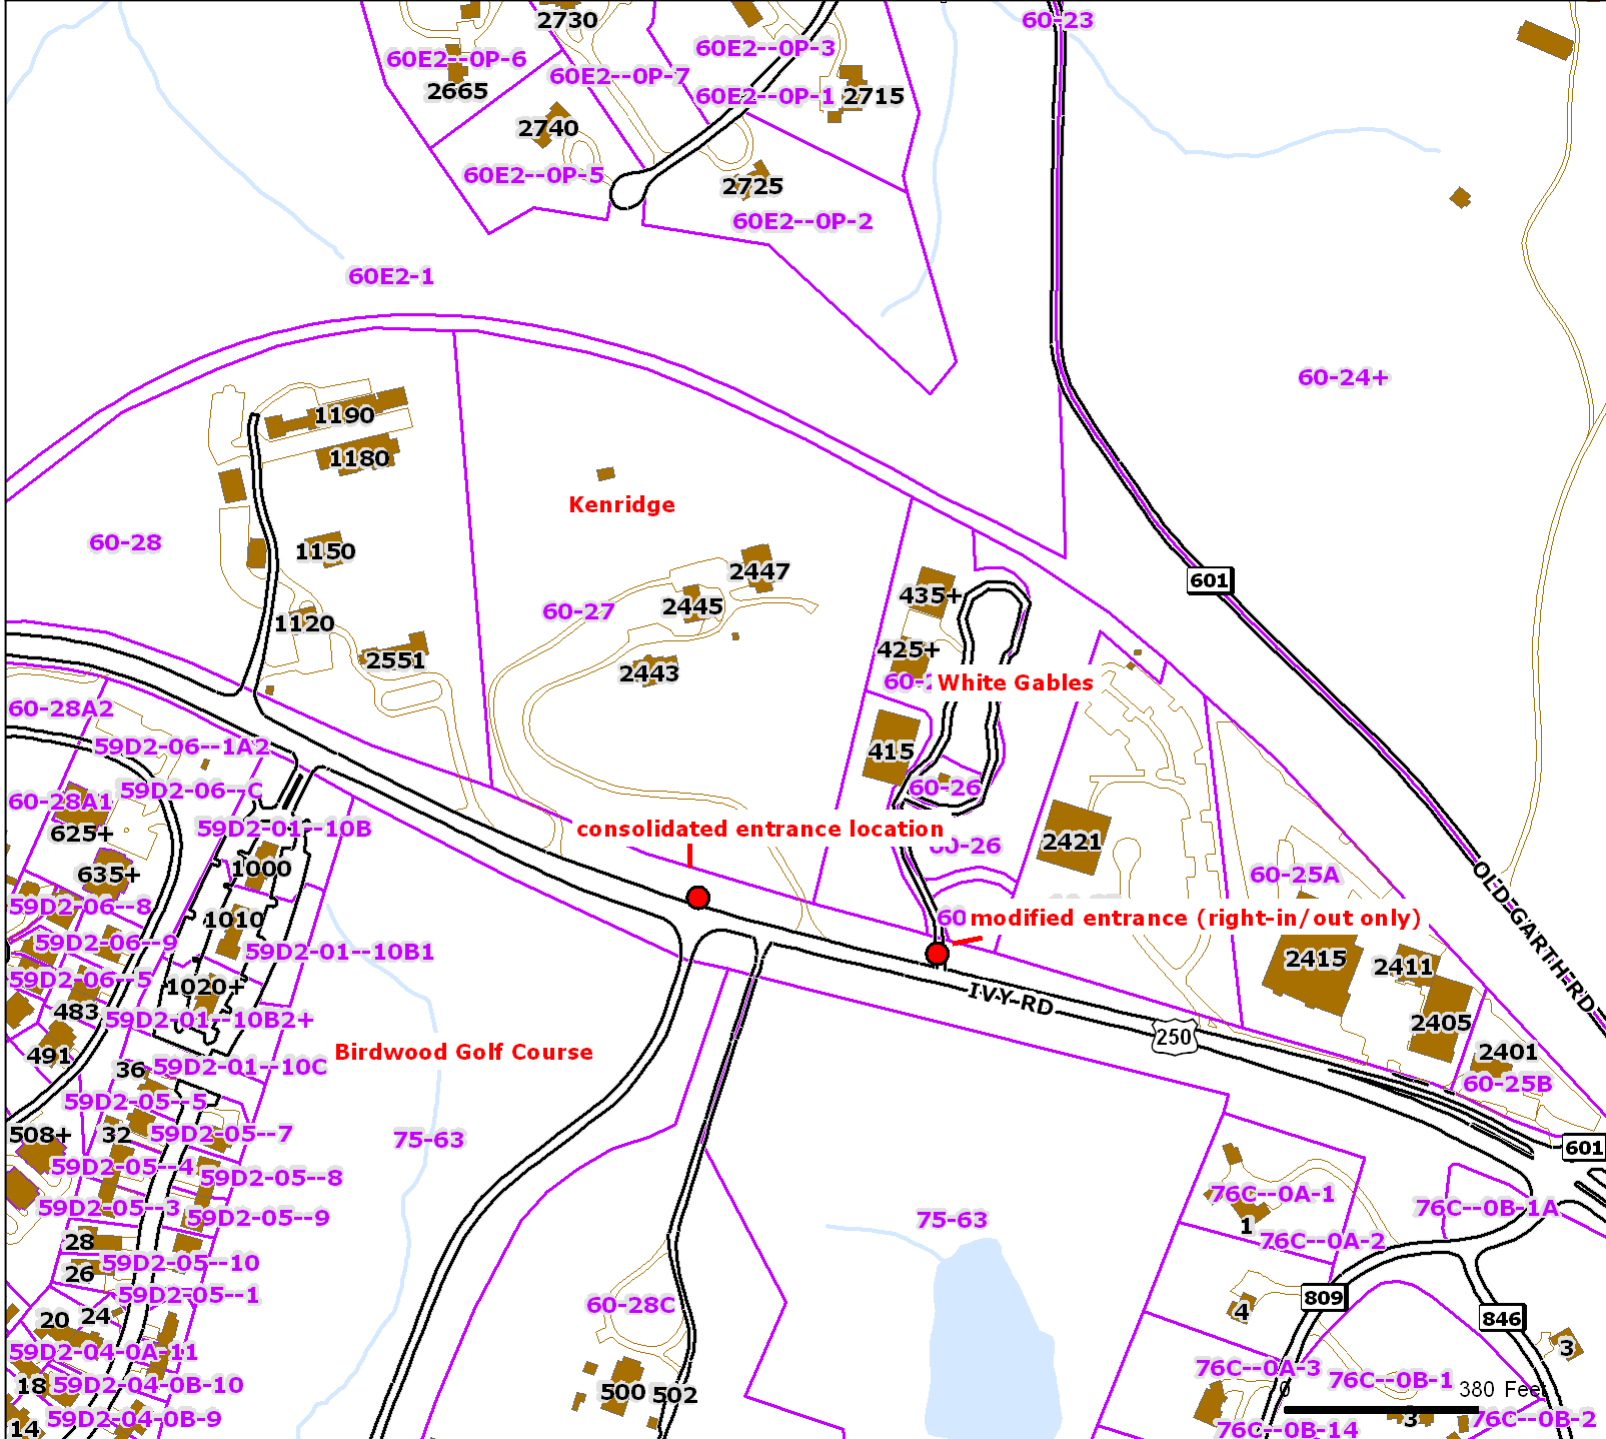 2730
60-23
60E2--0P-6
60E2--0P-3
60E2--0P-7
2665
60E2--0P-1
2715
2740
60E2--0P-5
2725
60E2--0P-2
60E2-1
60-24+
1190
1180
Kenridge
60-28
1150
2447
601
60-27
2445
435+
1120
2551
2443
425+
White Gables
60-28A2
59D2-06--1A2
415
60-28A1
59D2-06--C
60-26
625+
59D2-01--10B
consolidated entrance location
60-26
2421
635+
1000
60-25A
OLD GARTH RD
59D2-06--8
1010
60
modified entrance (right-in/out only)
59D2-06--9
59D2-01--10B1
2415
2411
59D2-06--5
1020+
IVY RD
483
59D2-01--10B2+
250
2405
491
Birdwood Golf Course
2401
36
59D2-01--10C
60-25B
59D2-05--5
508+
32
59D2-05--7
75-63
601
59D2-05--4
59D2-05--8
76C--0A-1
59D2-05--3
59D2-05--9
75-63
1
76C--0B-1A
28
76C--0A-2
26
59D2-05--10
59D2-05--1
60-28C
809
20
24
4
846
59D2-04-0A-11
3
18
59D2-04-0B-10
500
502
76C--0A-3
76C--0B-1
0
380 Feet
14
59D2-04-0B-9
3
76C--0B-14
76C--0B-2